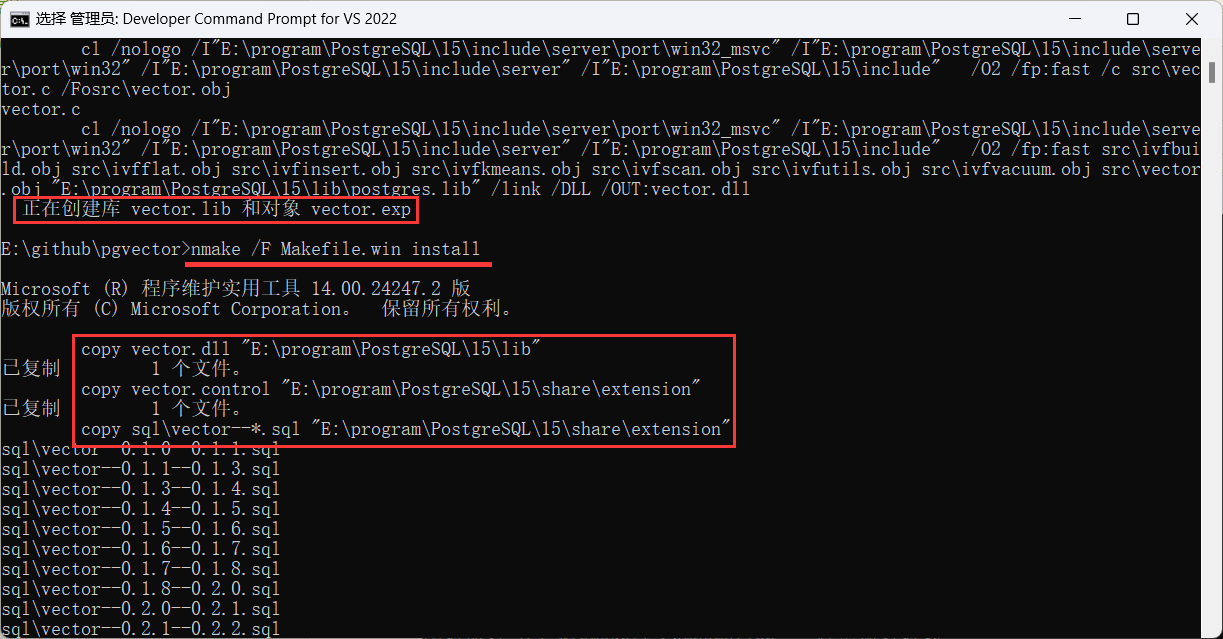 选择 管理员: Developer Command Prompt for VS 2022
cl /nologo /I"E:\program\PostgreSQL\15\include\server\port\win32_msvc" /I"E:\program\PostgreSQL\15\include\serve
r\port\win32" /I"E:\program\PostgreSQL\15\include\server" /I"E:\program\PostgreSQL\15\include"   /O2 /fp:fast /c src\vec
tor.c /Fosrc\vector.obj
vector.c
cl /nologo /I"E:\program\PostgreSQL\15\include\server\port\win32_msvc" /I"E:\program\PostgreSQL\15\include\serve
r\port\win32" /I"E:\program\PostgreSQL\15\include\server" /I"E:\program\PostgreSQL\15\include"   /O2 /fp:fast src\ivfbui
ld.obj src\ivfflat.obj src\ivfinsert.obj src\ivfkmeans.obj src\ivfscan.obj src\ivfutils.obj src\ivfvacuum.obj src\vector
.obj "E:\program\PostgreSQL\15\lib\postgres.lib" /link /DLL /OUT:vector.dll
正在创建库 vector.lib 和对象 vector.exp
E:\github\pgvector>nmake /F Makefile.win install
Microsoft (R) 程序维护实用工具 14.00.24247.2 版
版权所有 (C) Microsoft Corporation。  保留所有权利。
copy vector.dll "E:\program\PostgreSQL\15\lib"
已复制         1 个文件。
copy vector.control "E:\program\PostgreSQL\15\share\extension"
已复制         1 个文件。
copy sql\vector--*.sql "E:\program\PostgreSQL\15\share\extension"
sql\vector--0.1.0--0.1.1.sql
sql\vector--0.1.1--0.1.3.sql
sql\vector--0.1.3--0.1.4.sql
sql\vector--0.1.4--0.1.5.sql
sql\vector--0.1.5--0.1.6.sql
sql\vector--0.1.6--0.1.7.sql
sql\vector--0.1.7--0.1.8.sql
sql\vector--0.1.8--0.2.0.sql
sql\vector--0.2.0--0.2.1.sql
sql\vector--0.2.1--0.2.2.sql